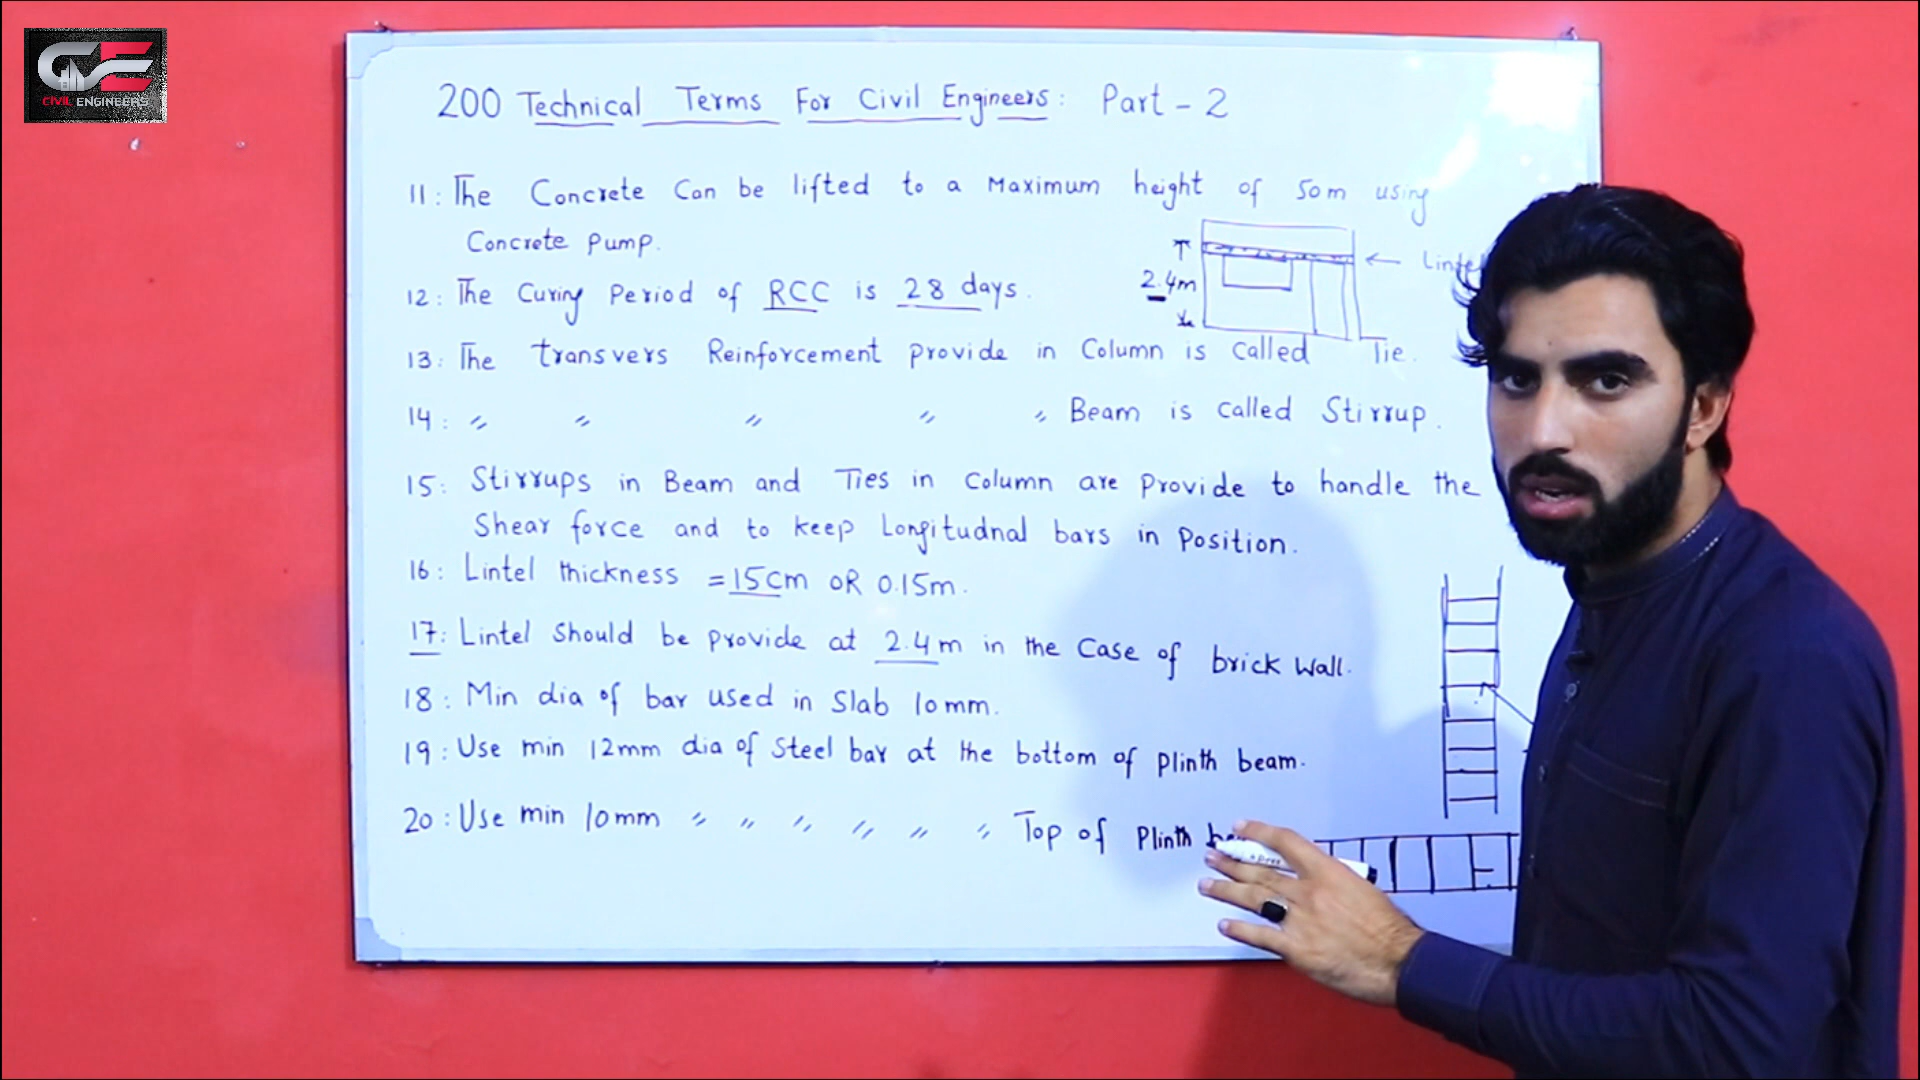 CIVIL ENGINEERS
200 Technical Terms For Civil Engineers: Part - 2
11: The Concrete Can be lifted to a Maximum height of 50m using
Concrete Pump.
12: The Curing Period of RCC is 28 days.
13: The transvers Reinforcement provide in Column is called Tie.
14: 〃 〃 〃 〃 〃 Beam is called Stirrup.
15: Stirrups in Beam and Ties in Column are Provide to handle the
Shear force and to keep Longitudnal bars in Position.
16: Lintel thickness = 15cm OR 0.15m.
17: Lintel Should be provide at 2.4m in the Case of brick wall.
18: Min dia of bar used in Slab 10mm.
19: Use min 12mm dia of Steel bar at the bottom of Plinth beam.
20: Use min 10mm 〃 〃 〃 〃 〃 〃 Top of Plinth
2.4m
← Lintel